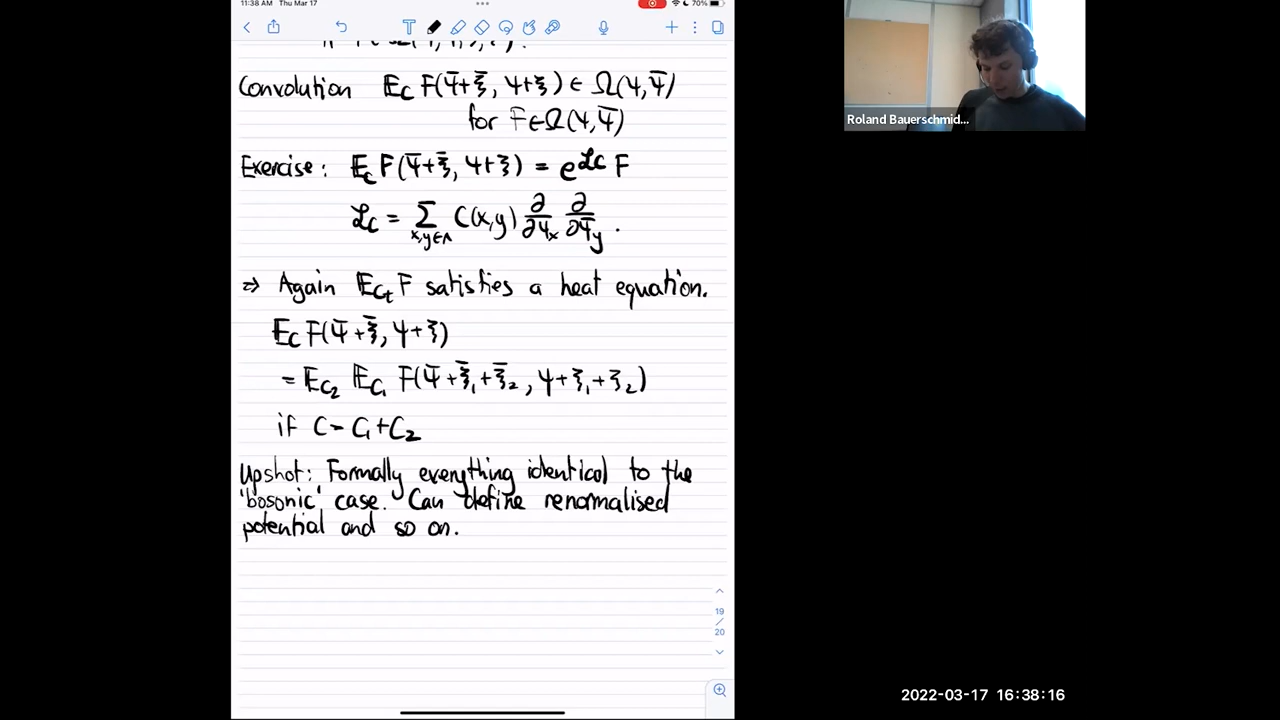 11:38 AM Thu Mar 17
70%
Convolution E_C F(Ψ̄+ξ̄, Ψ+ξ) ∈ Ω(Ψ,Ψ̄)
for F∈Ω(Ψ,Ψ̄)
Exercise: E_C F(Ψ̄+ξ̄, Ψ+ξ) = e^{ℒ_C} F
ℒ_C = Σ_{x,y∈Λ} C(x,y) ∂/∂Ψ_x ∂/∂Ψ̄_y .
⇒ Again E_{C_t} F satisfies a heat equation.
E_C F(Ψ̄+ξ̄, Ψ+ξ)
= E_{C_2} E_{C_1} F(Ψ̄+ξ̄_1+ξ̄_2, Ψ+ξ_1+ξ_2)
if C = C_1+C_2
Upshot: Formally everything identical to the
'bosonic' case. Can define renormalised
potential and so on.
19
/
20
Roland Bauerschmid...
2022-03-17 16:38:16